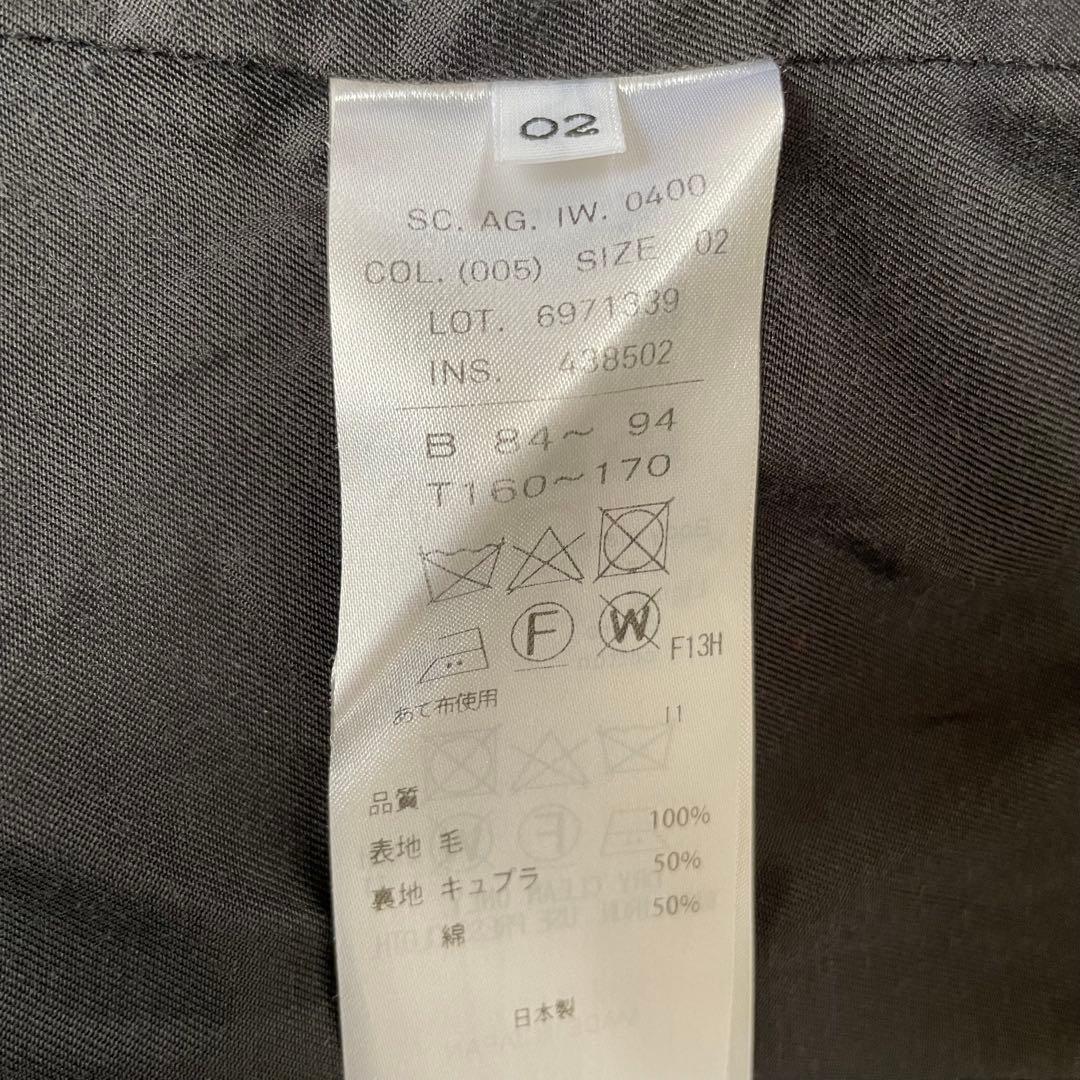 02
SC. AG. IW. 0400
COL. (005) SIZE 02
LOT. 6971339
INS. 438502
B 84～ 94
T160～170
F W
F13H
あて布使用
11
品質
表地 毛 100%
裏地 キュプラ 50%
綿 50%
日本製